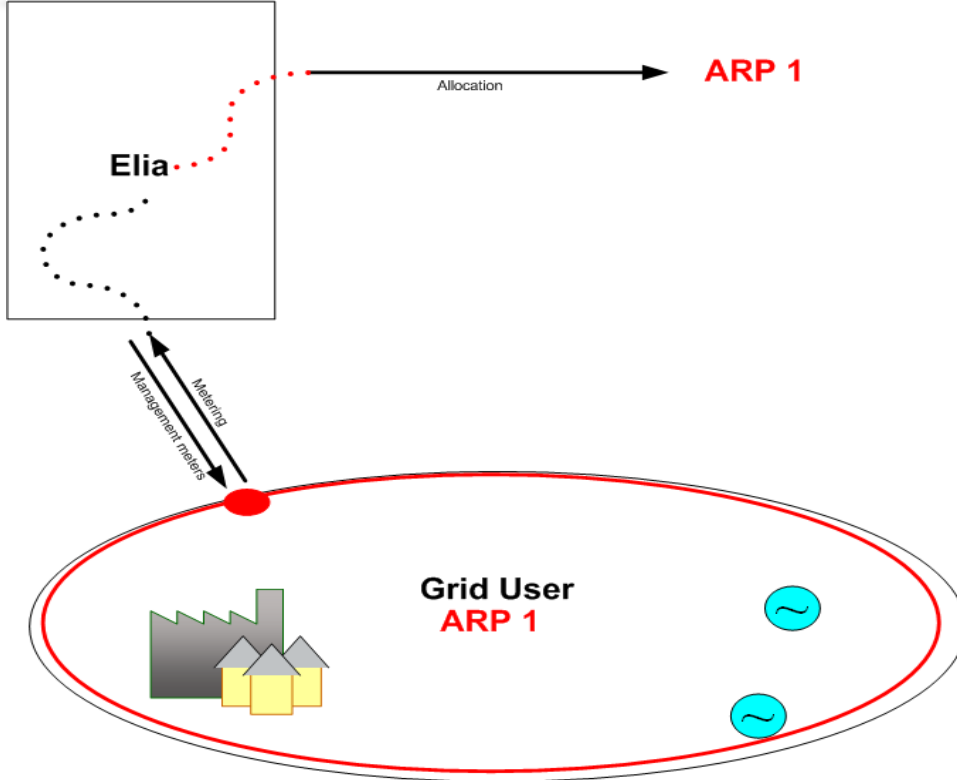 ARP 1
Allocation
Elia
Metering
Management meters
Grid User
ARP 1